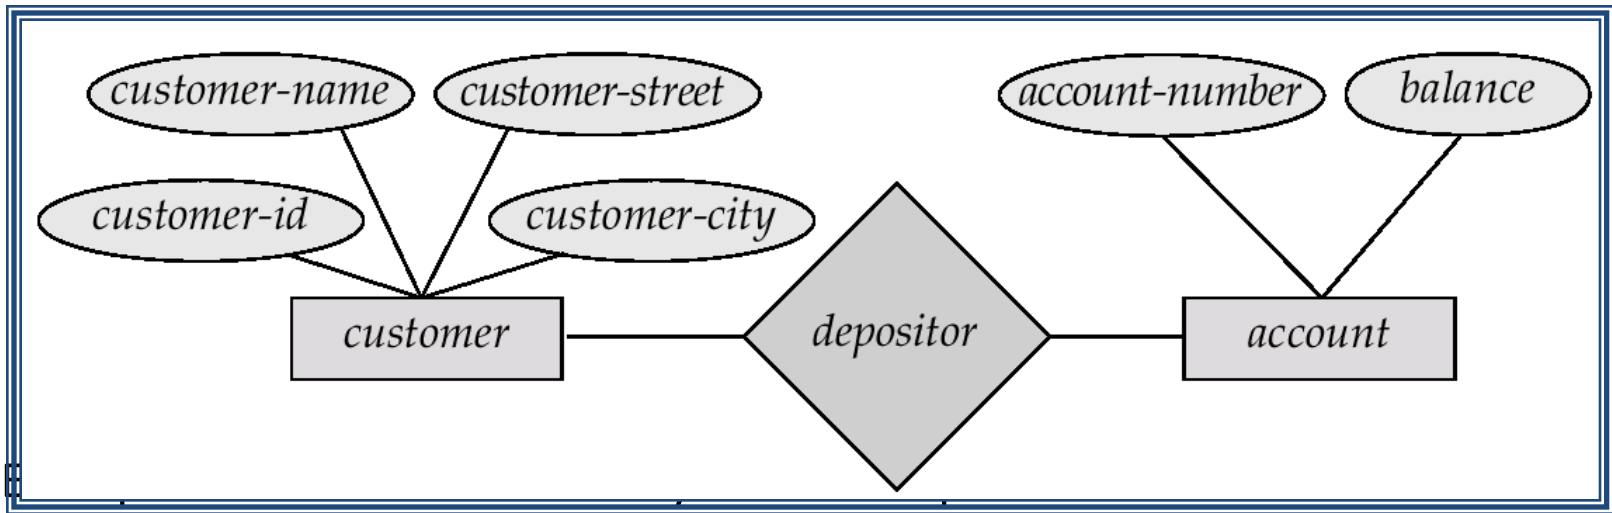 customer-name
customer-street
account-number
balance
customer-id
customer-city
customer
depositor
account